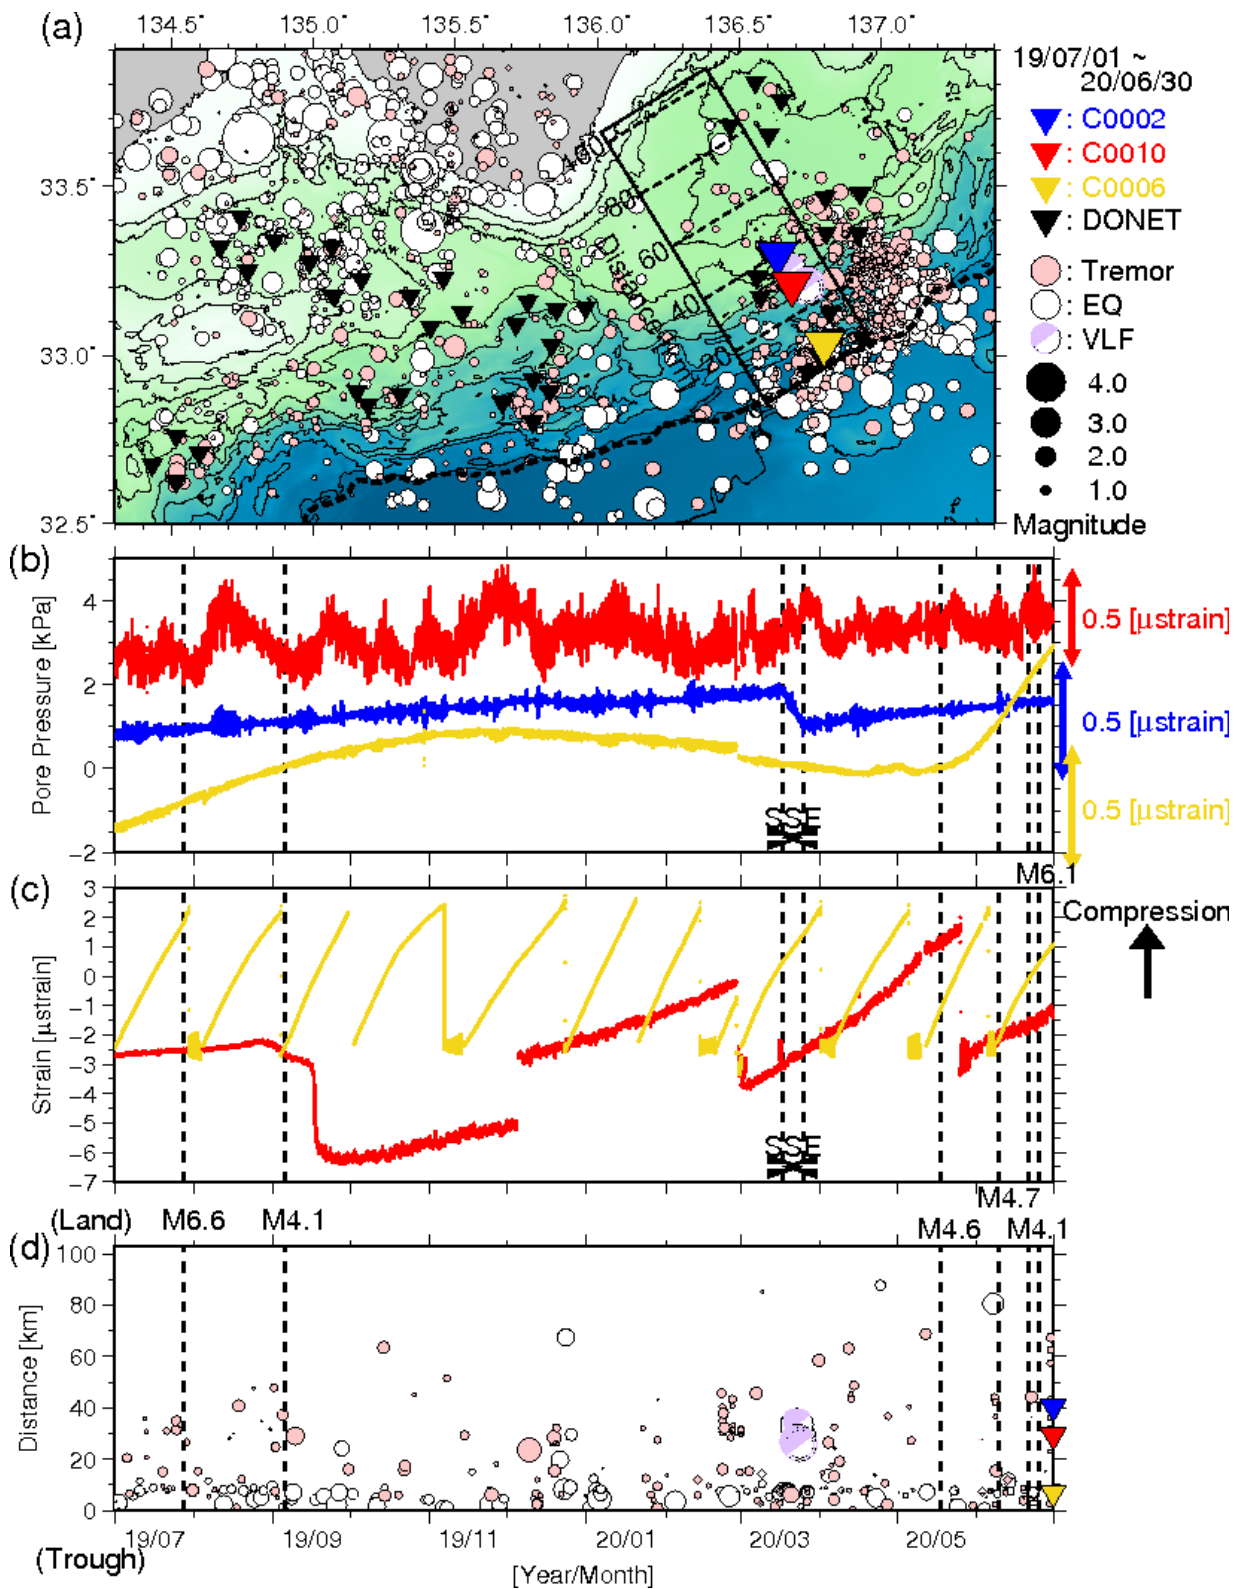 (a)
134.5° 135.0° 135.5° 136.0° 136.5° 137.0°
33.5°
33.0°
32.5°
100
80
60
40
20
19/07/01 ~
20/06/30
: C0002
: C0010
: C0006
: DONET
: Tremor
: EQ
: VLF
4.0
3.0
2.0
1.0
Magnitude
(b)
Pore Pressure [kPa]
4
2
0
−2
SSE
0.5 [μstrain]
0.5 [μstrain]
0.5 [μstrain]
M6.1
(c)
Strain [μstrain]
3
2
1
0
−1
−2
−3
−4
−5
−6
−7
SSE
Compression
M4.7
(Land) M6.6 M4.1 M4.6 M4.1
(d)
Distance [km]
100
80
60
40
20
0
19/07 19/09 19/11 20/01 20/03 20/05
(Trough)
[Year/Month]